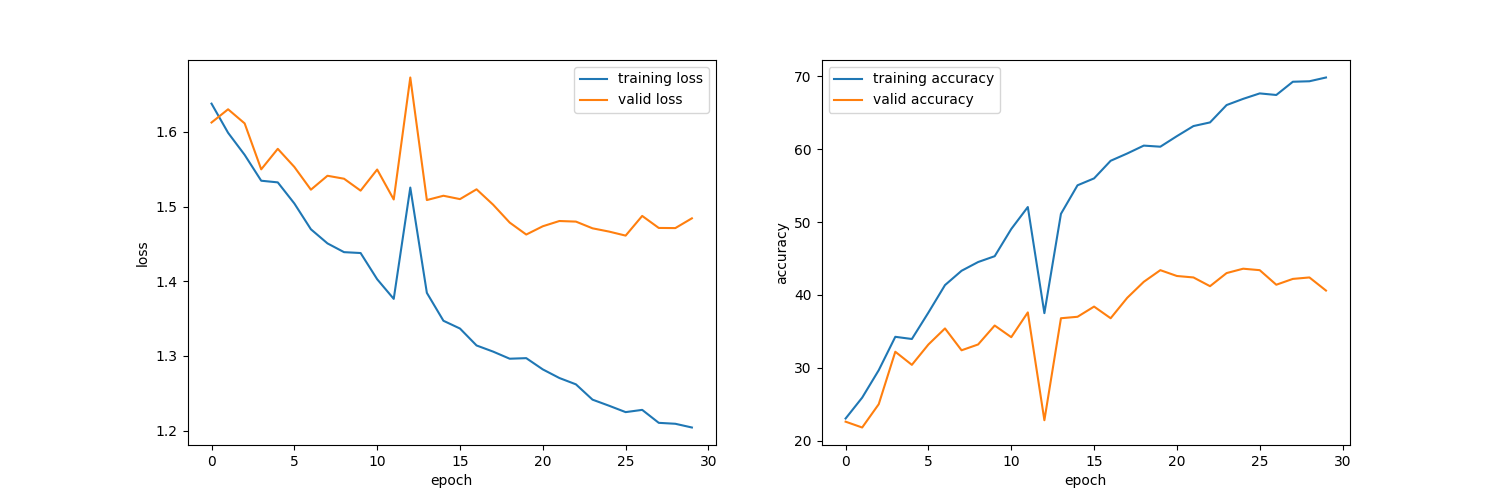 training loss
valid loss
1.6
1.5
1.4
1.3
1.2
loss
0 5 10 15 20 25 30
epoch
training accuracy
valid accuracy
70
60
50
40
30
20
accuracy
0 5 10 15 20 25 30
epoch